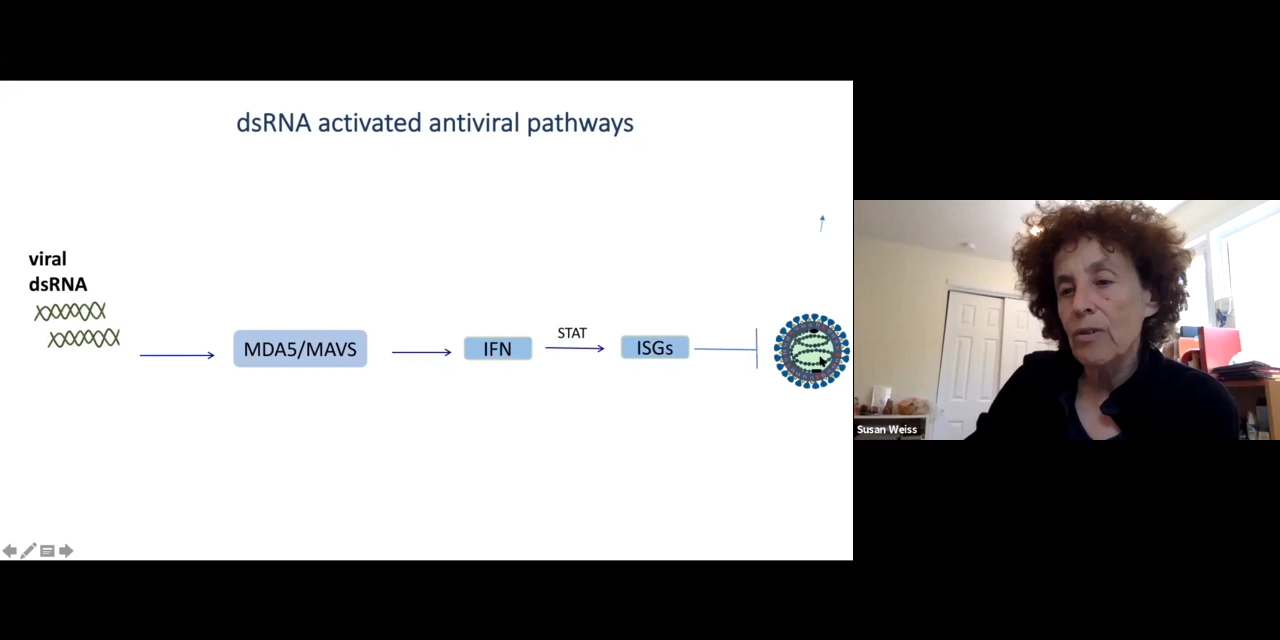 dsRNA activated antiviral pathways
viral
dsRNA
MDA5/MAVS
IFN
STAT
ISGs
Susan Weiss